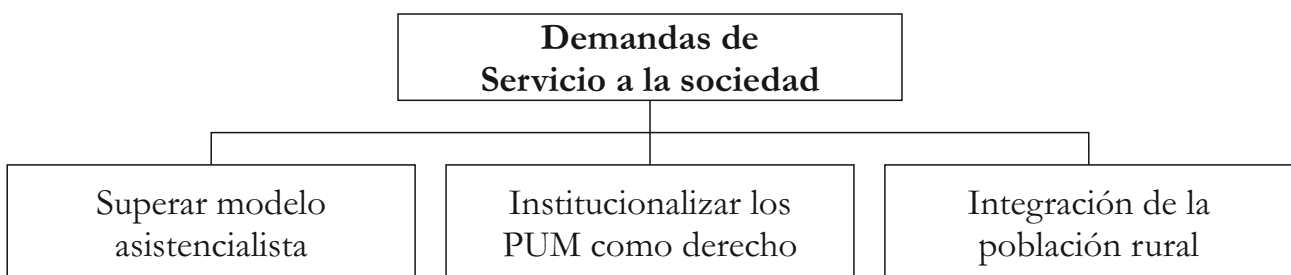 Demandas de
Servicio a la sociedad
Superar modelo
asistencialista
Institucionalizar los
PUM como derecho
Integración de la
población rural